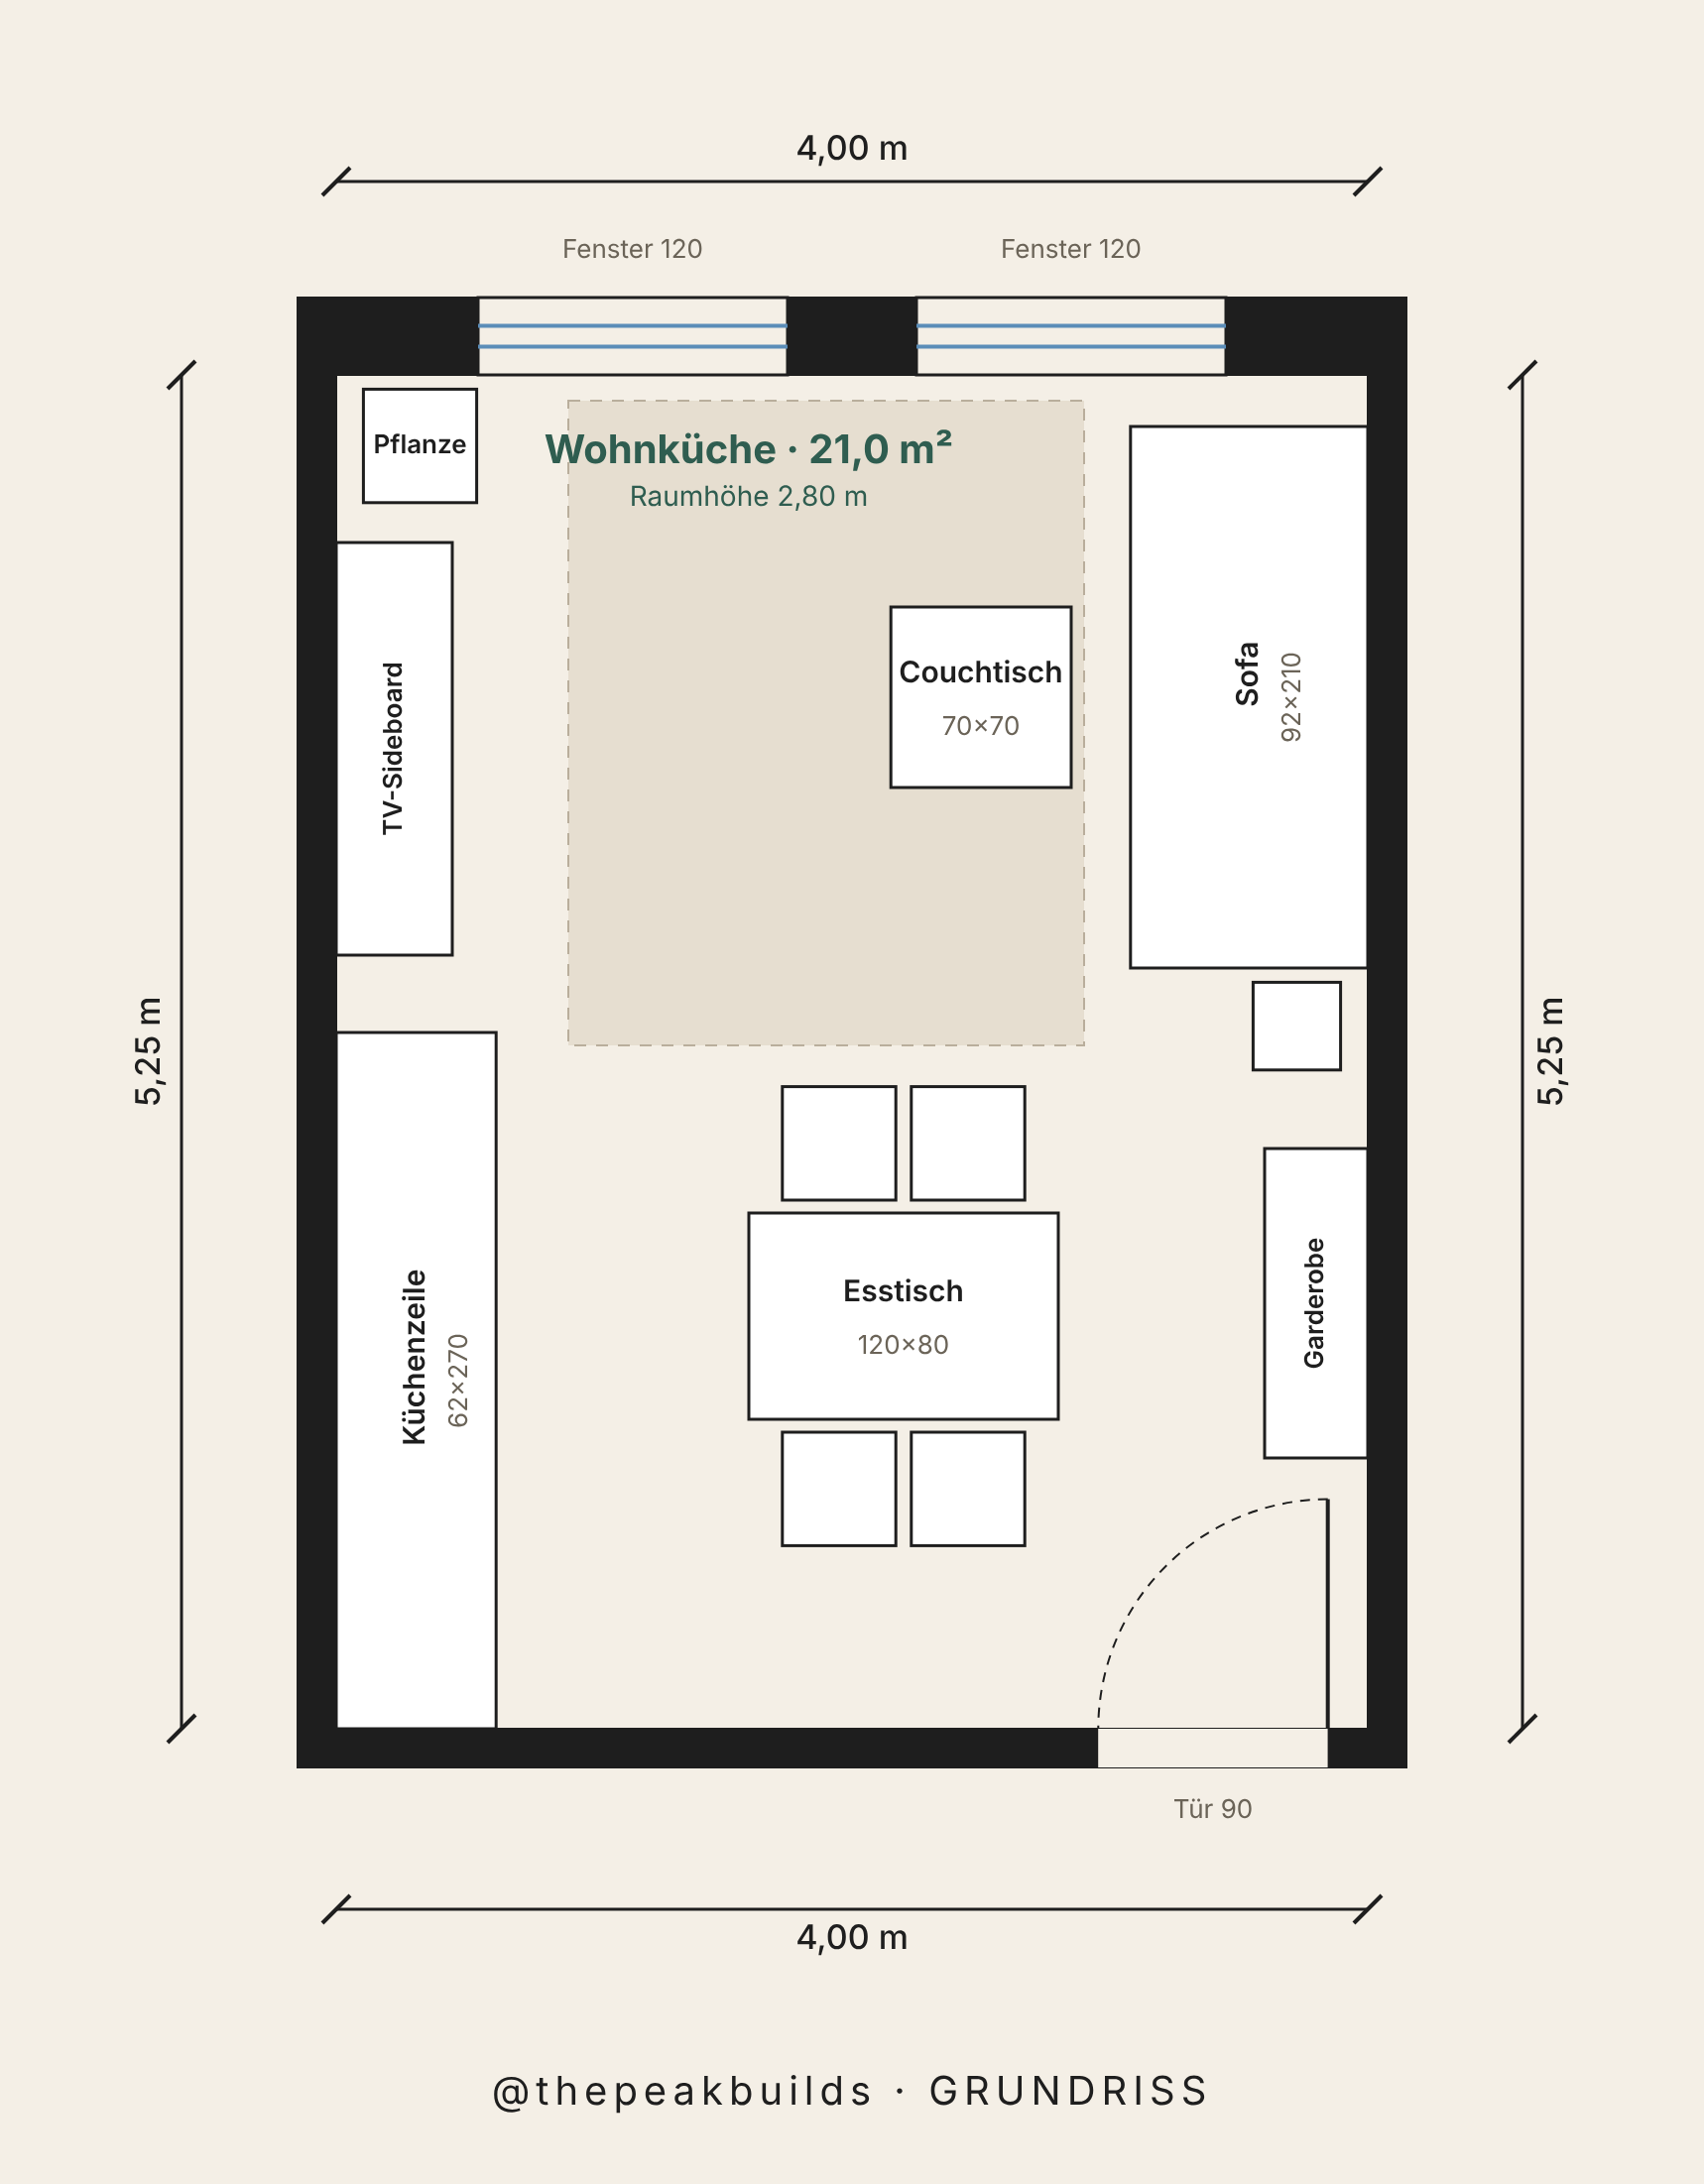 4,00 m
Fenster 120
Fenster 120
Pflanze
Wohnküche · 21,0 m²
Raumhöhe 2,80 m
TV-Sideboard
Couchtisch
70×70
Sofa
92×210
5,25 m
5,25 m
Küchenzeile
62×270
Esstisch
120×80
Garderobe
Tür 90
4,00 m
@thepeakbuilds · GRUNDRISS